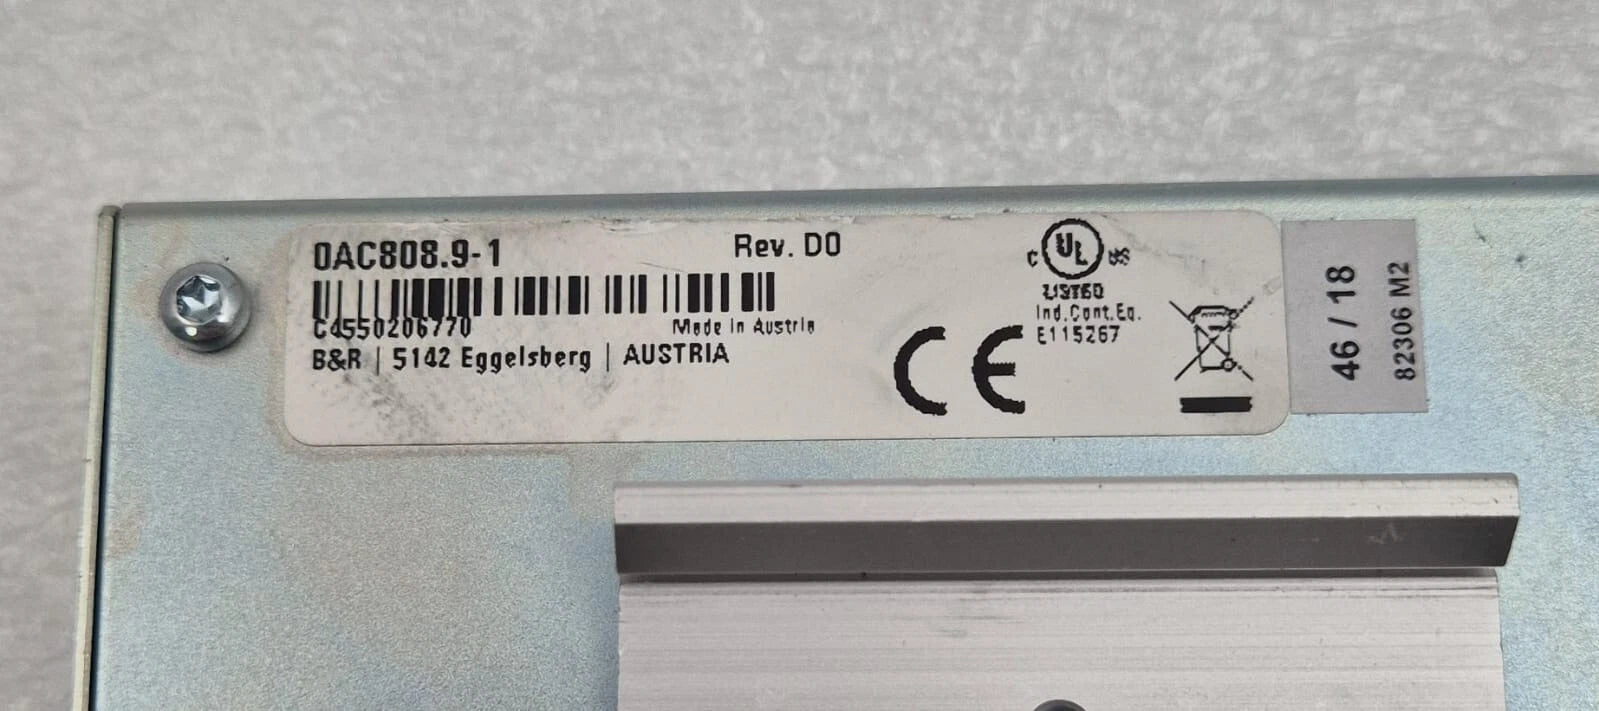 0AC808.9-1
Rev. D0
C4550206770
Made in Austria
B&R | 5142 Eggelsberg | AUSTRIA
C UL US
LISTED
Ind.Cont.Eq.
E115267
CE
46 / 18
82306 M2